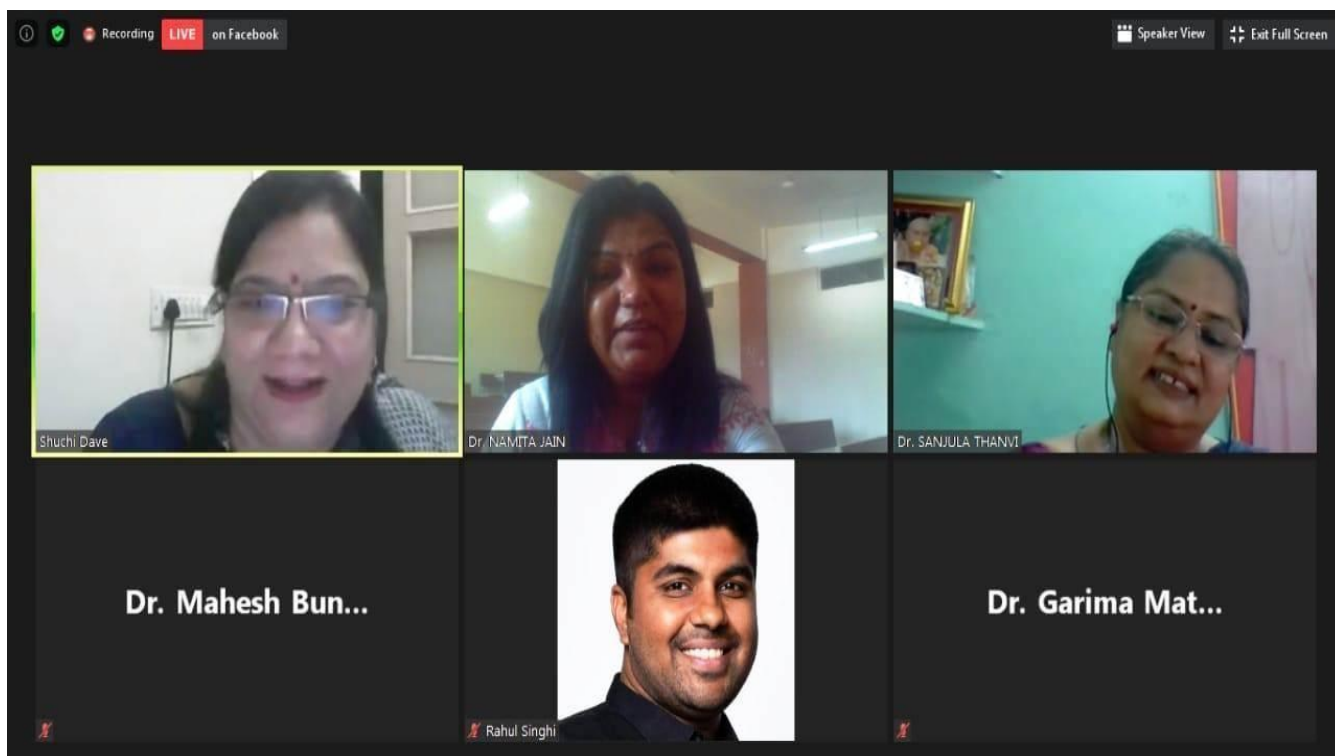 Recording LIVE on Facebook
Speaker View Exit Full Screen
Shuchi Dave
Dr. NAMITA JAIN
Dr. SANJULA THANVI
Dr. Mahesh Bun...
Rahul Singhi
Dr. Garima Mat...